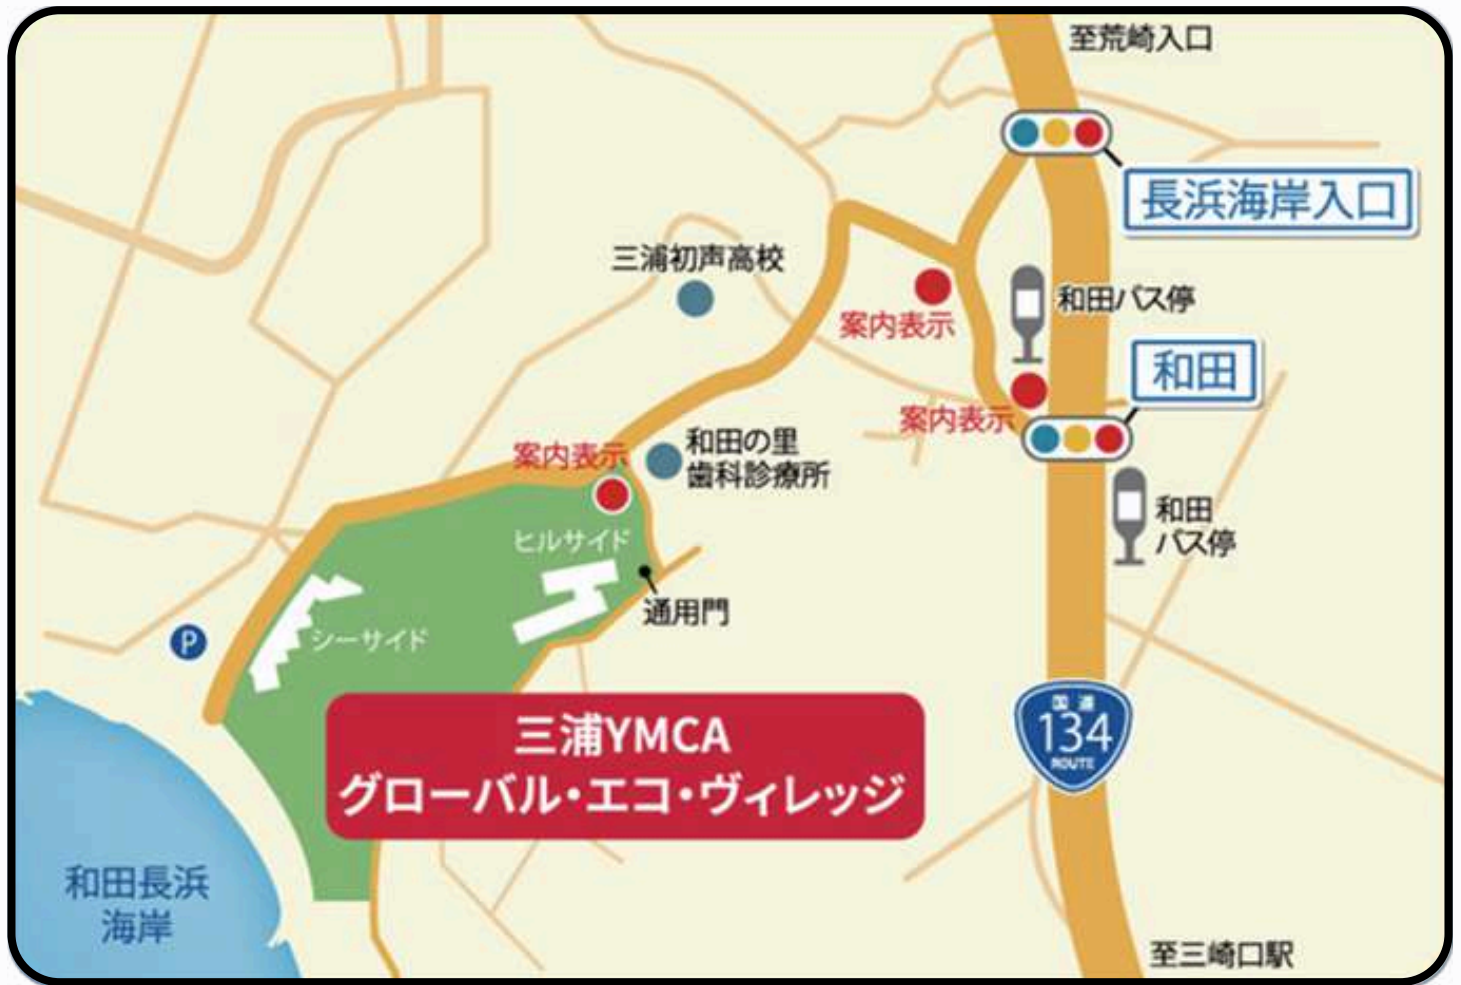 至荒崎入口
長浜海岸入口
三浦初声高校
案内表示
和田バス停
和田
案内表示
案内表示
和田の里
歯科診療所
和田
バス停
ヒルサイド
通用門
シーサイド
P
三浦YMCA
グローバル・エコ・ヴィレッジ
国道
134
ROUTE
和田長浜
海岸
至三崎口駅